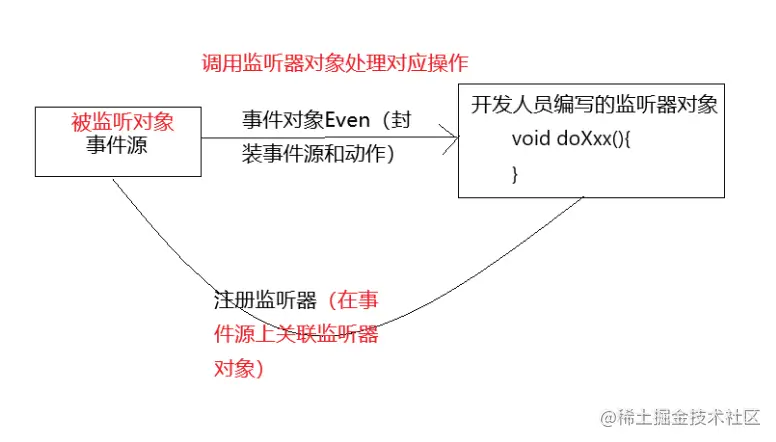 调用监听器对象处理对应操作
被监听对象
事件源
事件对象Even（封
装事件源和动作）
开发人员编写的监听器对象
void doXxx(){
}
注册监听器（在事
件源上关联监听器
对象）
@稀土掘金技术社区